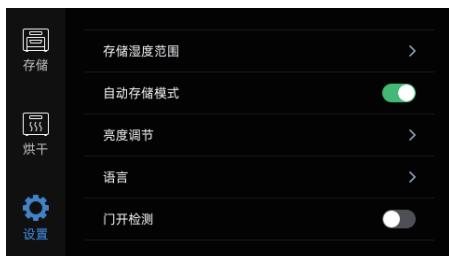 存储
烘干
设置
存储湿度范围
自动存储模式
亮度调节
语言
门开检测